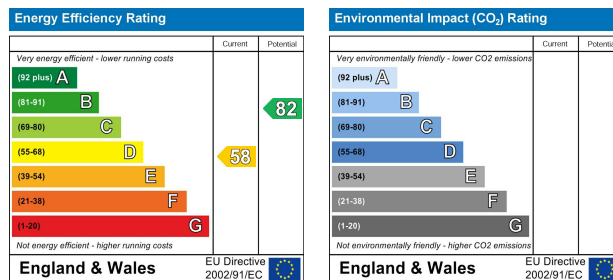 Energy Efficiency Rating
Current Potential
Very energy efficient - lower running costs
(92 plus) A
(81-91) B
(69-80) C
(55-68) D
(39-54) E
(21-38) F
(1-20) G
58
82
Not energy efficient - higher running costs
England & Wales
EU Directive
2002/91/EC
Environmental Impact (CO₂) Rating
Current Potential
Very environmentally friendly - lower CO2 emissions
(92 plus) A
(81-91) B
(69-80) C
(55-68) D
(39-54) E
(21-38) F
(1-20) G
Not environmentally friendly - higher CO2 emissions
England & Wales
EU Directive
2002/91/EC